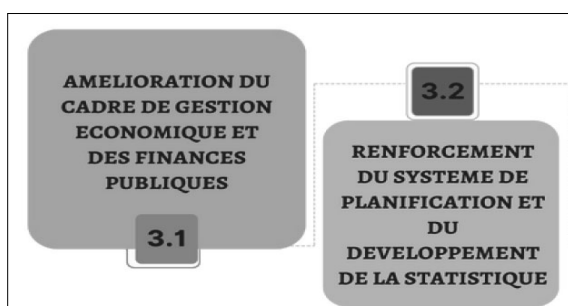 AMELIORATION DU
CADRE DE GESTION
ECONOMIQUE ET
DES FINANCES
PUBLIQUES
3.1
3.2
RENFORCEMENT
DU SYSTEME DE
PLANIFICATION ET
DU
DEVELOPPEMENT
DE LA STATISTIQUE